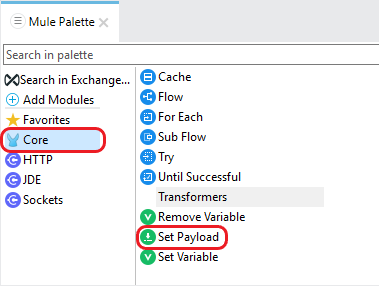 Mule Palette
Search in palette
Search in Exchange...
Add Modules
Favorites
Core
HTTP
JDE
Sockets
Cache
Flow
For Each
Sub Flow
Try
Until Successful
Transformers
Remove Variable
Set Payload
Set Variable